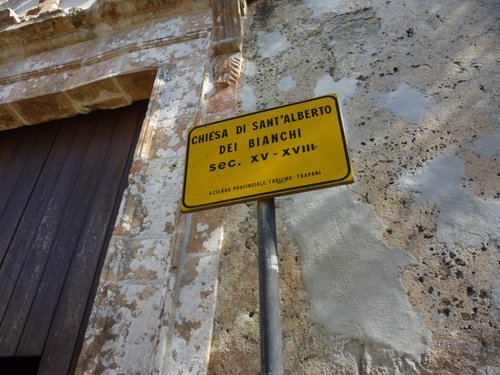 CHIESA DI SANT'ALBERTO
DEI BIANCHI
sec. XV-XVIII
AZIENDA PROVINCIALE TURISMO-TRAPANI